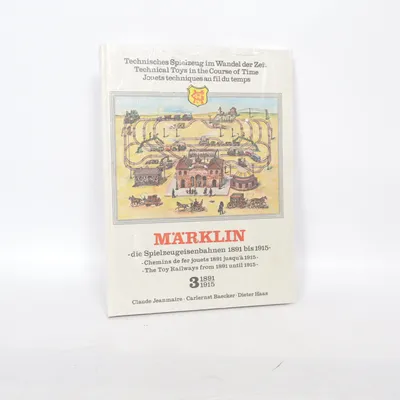 Technisches Spielzeug im Wandel der Zeit
Technical Toys in the Course of Time
Jouets techniques au fil du temps
MÄRKLIN
-die Spielzeugeisenbahnen 1891 bis 1915-
-Chemins de fer jouets 1891 jusqu'à 1915-
-The Toy Railways from 1891 until 1915-
3 1891
1915
Claude Jeanmaire · Carlernst Baecker · Dieter Haas